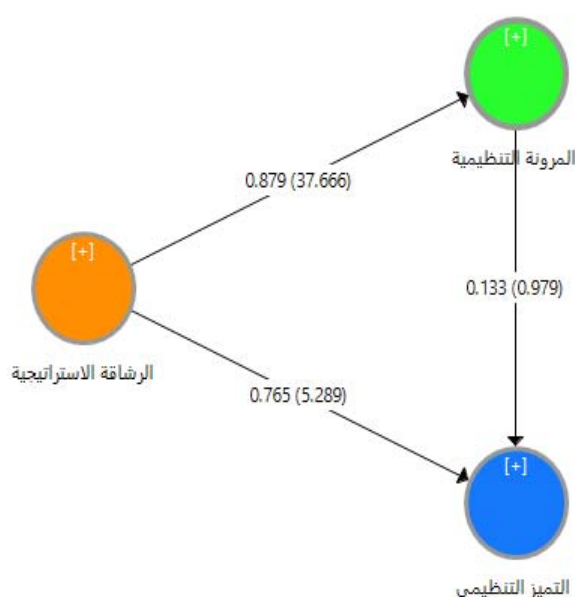 [+]
المرونة التنظيمية
0.879 (37.666)
[+]
0.133 (0.979)
الرشاقة الاستراتيجية
0.765 (5.289)
[+]
التميز التنظيمي